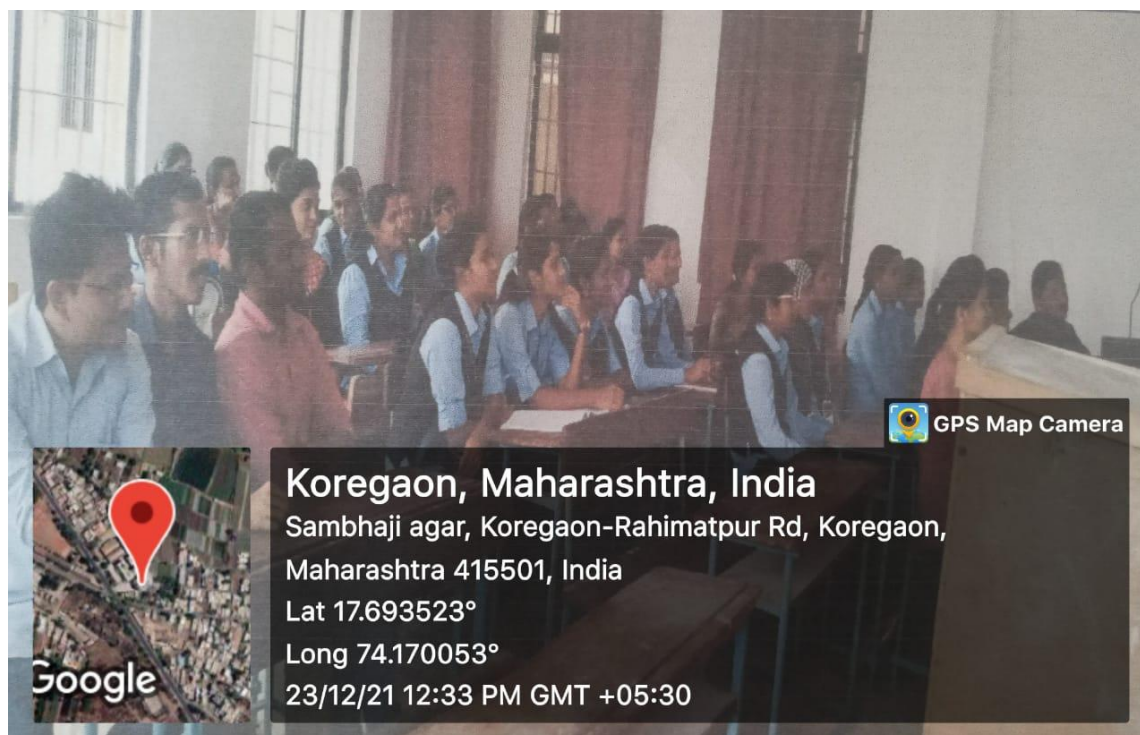 GPS Map Camera
Koregaon, Maharashtra, India
Sambhaji agar, Koregaon-Rahimatpur Rd, Koregaon,
Maharashtra 415501, India
Lat 17.693523°
Long 74.170053°
23/12/21 12:33 PM GMT +05:30
Google